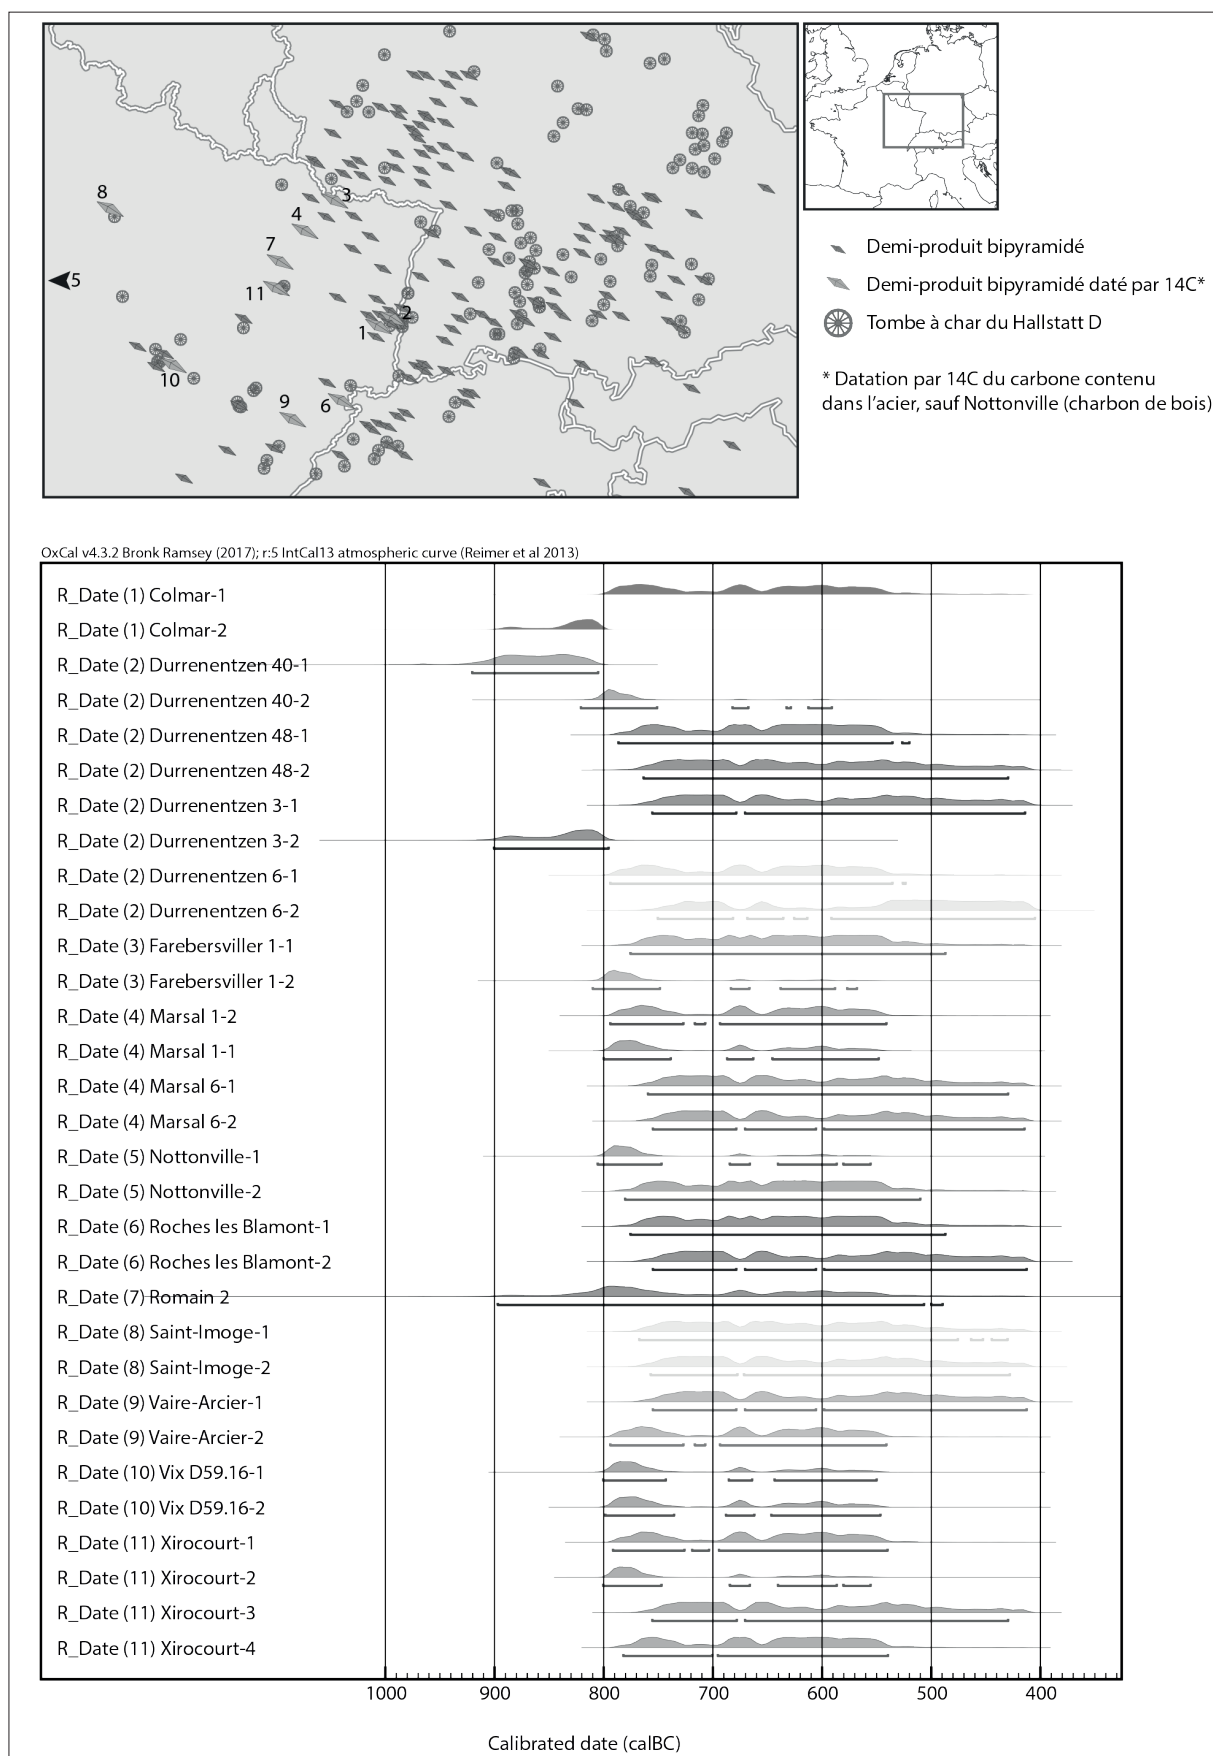 8
3
4
7
5
11
2
1
10
9
6
Demi-produit bipyramidé
Demi-produit bipyramidé daté par 14C*
Tombe à char du Hallstatt D
* Datation par 14C du carbone contenu
dans l'acier, sauf Nottonville (charbon de bois)
OxCal v4.3.2 Bronk Ramsey (2017); r:5 IntCal13 atmospheric curve (Reimer et al 2013)
R_Date (1) Colmar-1
R_Date (1) Colmar-2
R_Date (2) Durrenentzen 40-1
R_Date (2) Durrenentzen 40-2
R_Date (2) Durrenentzen 48-1
R_Date (2) Durrenentzen 48-2
R_Date (2) Durrenentzen 3-1
R_Date (2) Durrenentzen 3-2
R_Date (2) Durrenentzen 6-1
R_Date (2) Durrenentzen 6-2
R_Date (3) Farebersviller 1-1
R_Date (3) Farebersviller 1-2
R_Date (4) Marsal 1-2
R_Date (4) Marsal 1-1
R_Date (4) Marsal 6-1
R_Date (4) Marsal 6-2
R_Date (5) Nottonville-1
R_Date (5) Nottonville-2
R_Date (6) Roches les Blamont-1
R_Date (6) Roches les Blamont-2
R_Date (7) Romain 2
R_Date (8) Saint-Imoge-1
R_Date (8) Saint-Imoge-2
R_Date (9) Vaire-Arcier-1
R_Date (9) Vaire-Arcier-2
R_Date (10) Vix D59.16-1
R_Date (10) Vix D59.16-2
R_Date (11) Xirocourt-1
R_Date (11) Xirocourt-2
R_Date (11) Xirocourt-3
R_Date (11) Xirocourt-4
1000 900 800 700 600 500 400
Calibrated date (calBC)